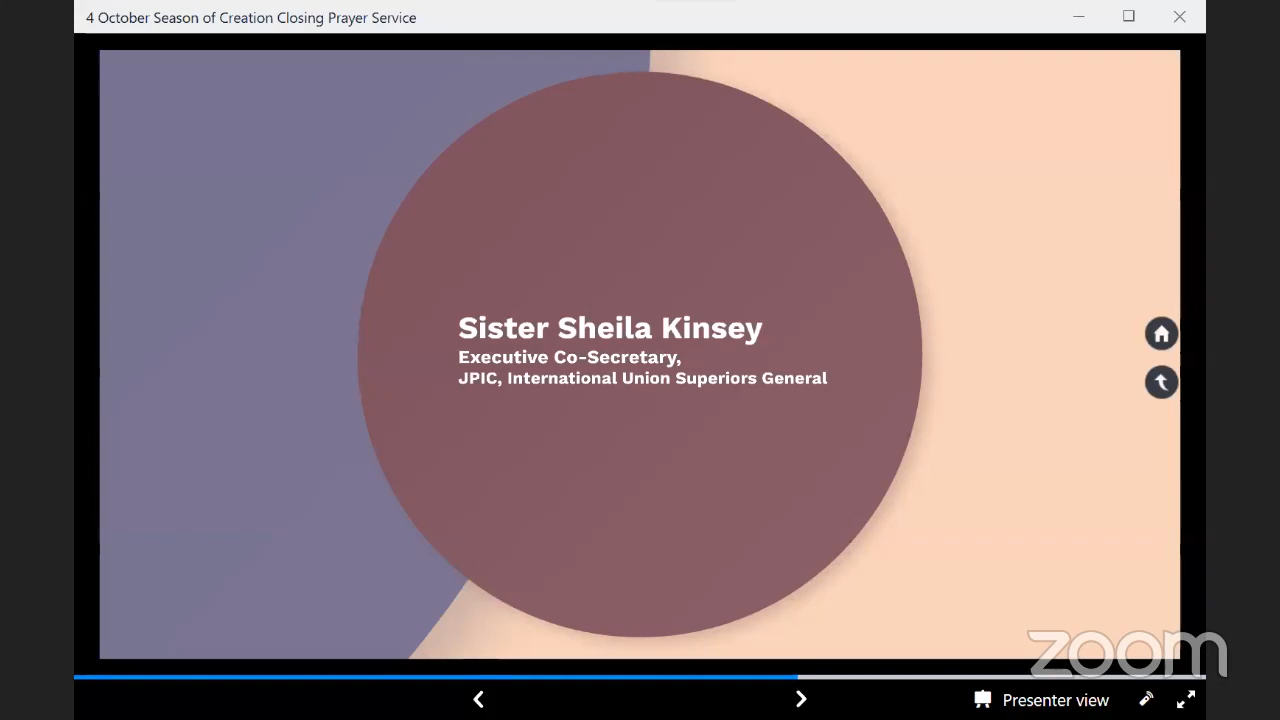 4 October Season of Creation Closing Prayer Service
Sister Sheila Kinsey
Executive Co-Secretary,
JPIC, International Union Superiors General
zoom
Presenter view